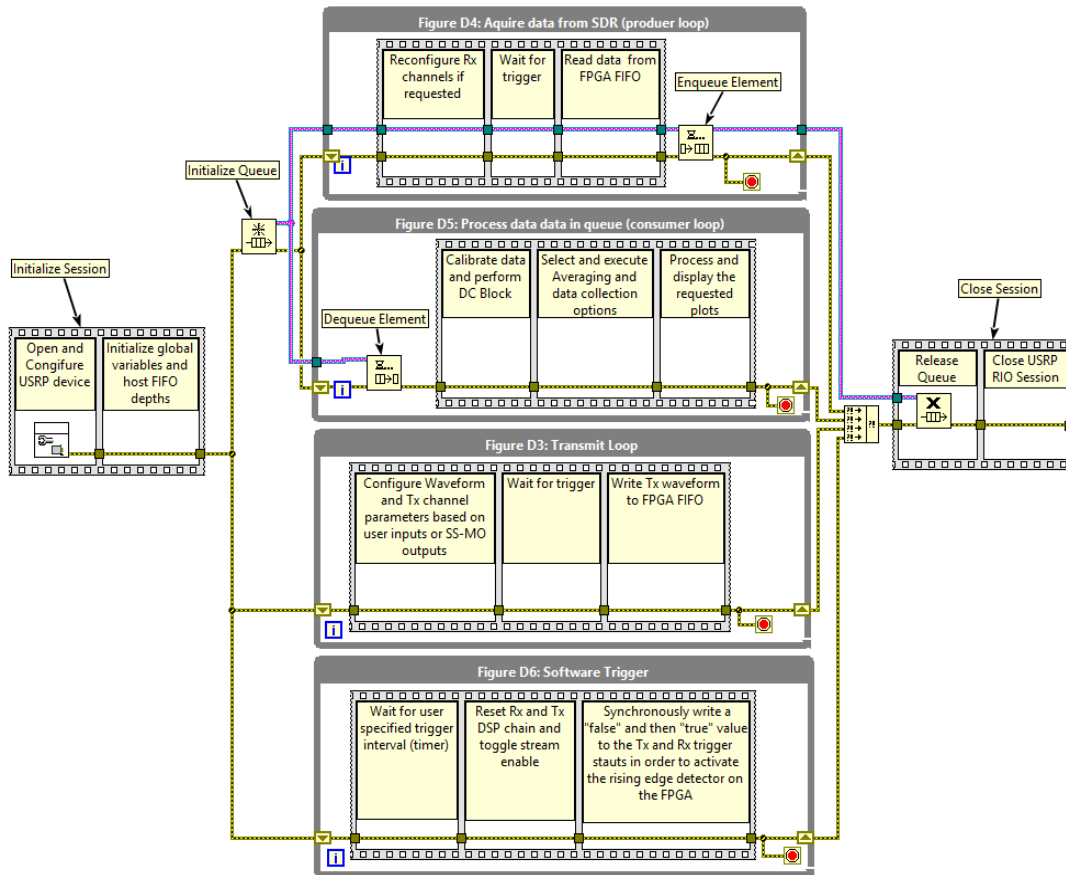 Figure D4: Aquire data from SDR (produer loop)
Reconfigure Rx
channels if
requested
Wait for
trigger
Read data from
FPGA FIFO
Enqueue Element
i
Initialize Queue
Figure D5: Process data data in queue (consumer loop)
Calibrate data
and perform
DC Block
Select and execute
Averaging and
data collection
options
Process and
display the
requested
plots
Dequeue Element
i
Initialize Session
Open and
Congifure
USRP device
Initialize global
variables and
host FIFO
depths
Close Session
Release
Queue
Close USRP
RIO Session
Figure D3: Transmit Loop
Configure Waveform
and Tx channel
parameters based on
user inputs or SS-MO
outputs
Wait for trigger
Write Tx waveform
to FPGA FIFO
i
Figure D6: Software Trigger
Wait for user
specified trigger
interval (timer)
Reset Rx and Tx
DSP chain and
toggle stream
enable
Synchronously write a
"false" and then "true" value
to the Tx and Rx trigger
stauts in order to activate
the rising edge detector on
the FPGA
i